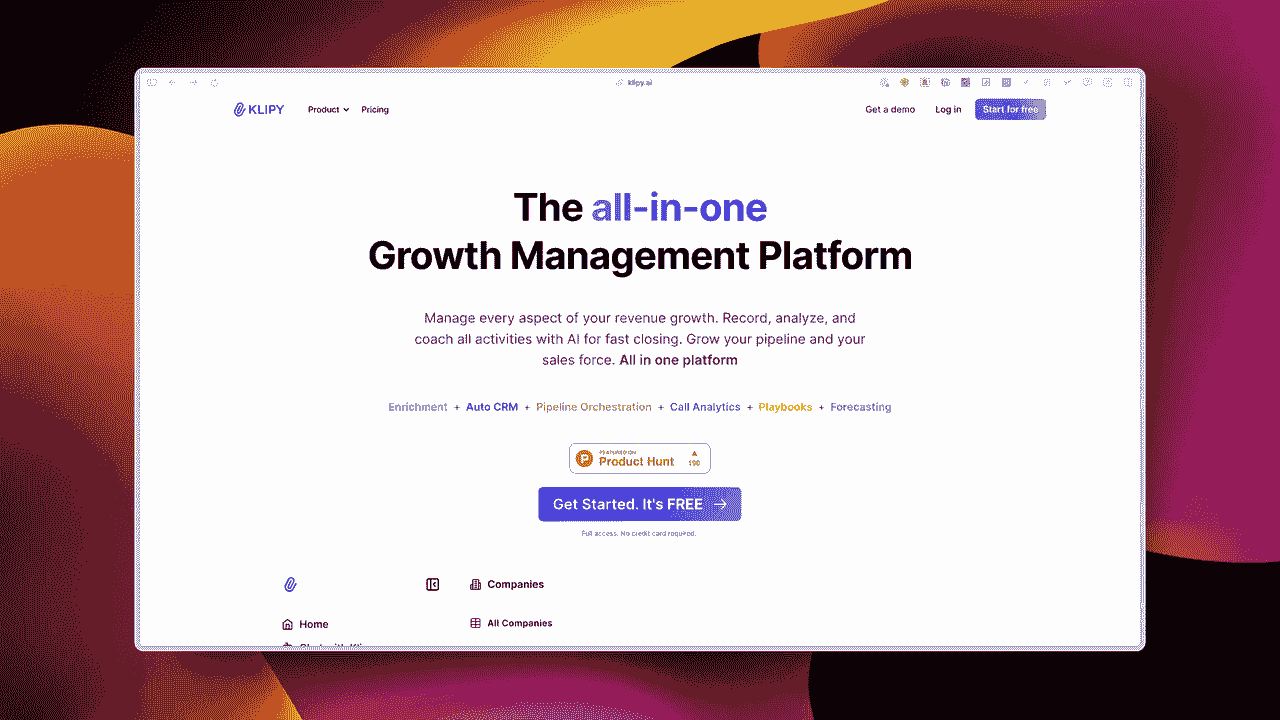 klipy.ai
KLIPY
Product
Pricing
Get a demo
Log in
Start for free
The all-in-one
Growth Management Platform
Manage every aspect of your revenue growth. Record, analyze, and
coach all activities with AI for fast closing. Grow your pipeline and your
sales force. All in one platform
Enrichment + Auto CRM + Pipeline Orchestration + Call Analytics + Playbooks + Forecasting
Product Hunt
190
Get Started. It's FREE →
Full access. No credit card required.
Companies
Home
All Companies